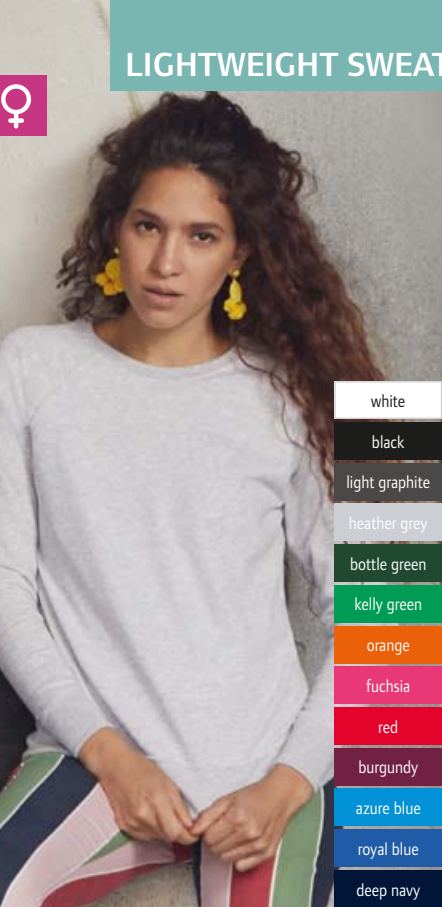 LIGHTWEIGHT SWEAT
white
black
light graphite
heather grey
bottle green
kelly green
orange
fuchsia
red
burgundy
azure blue
royal blue
deep navy